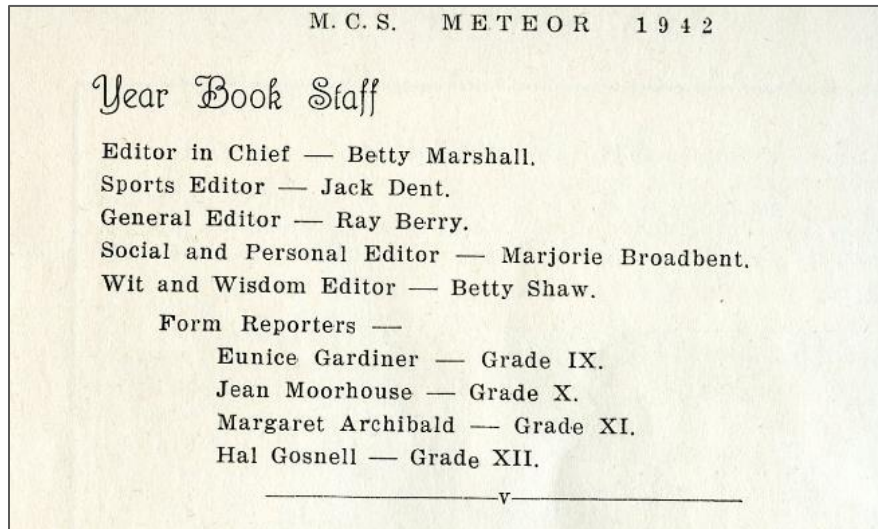 M. C. S. METEOR 1942
Year Book Staff
Editor in Chief — Betty Marshall.
Sports Editor — Jack Dent.
General Editor — Ray Berry.
Social and Personal Editor — Marjorie Broadbent.
Wit and Wisdom Editor — Betty Shaw.
Form Reporters —
Eunice Gardiner — Grade IX.
Jean Moorhouse — Grade X.
Margaret Archibald — Grade XI.
Hal Gosnell — Grade XII.
V